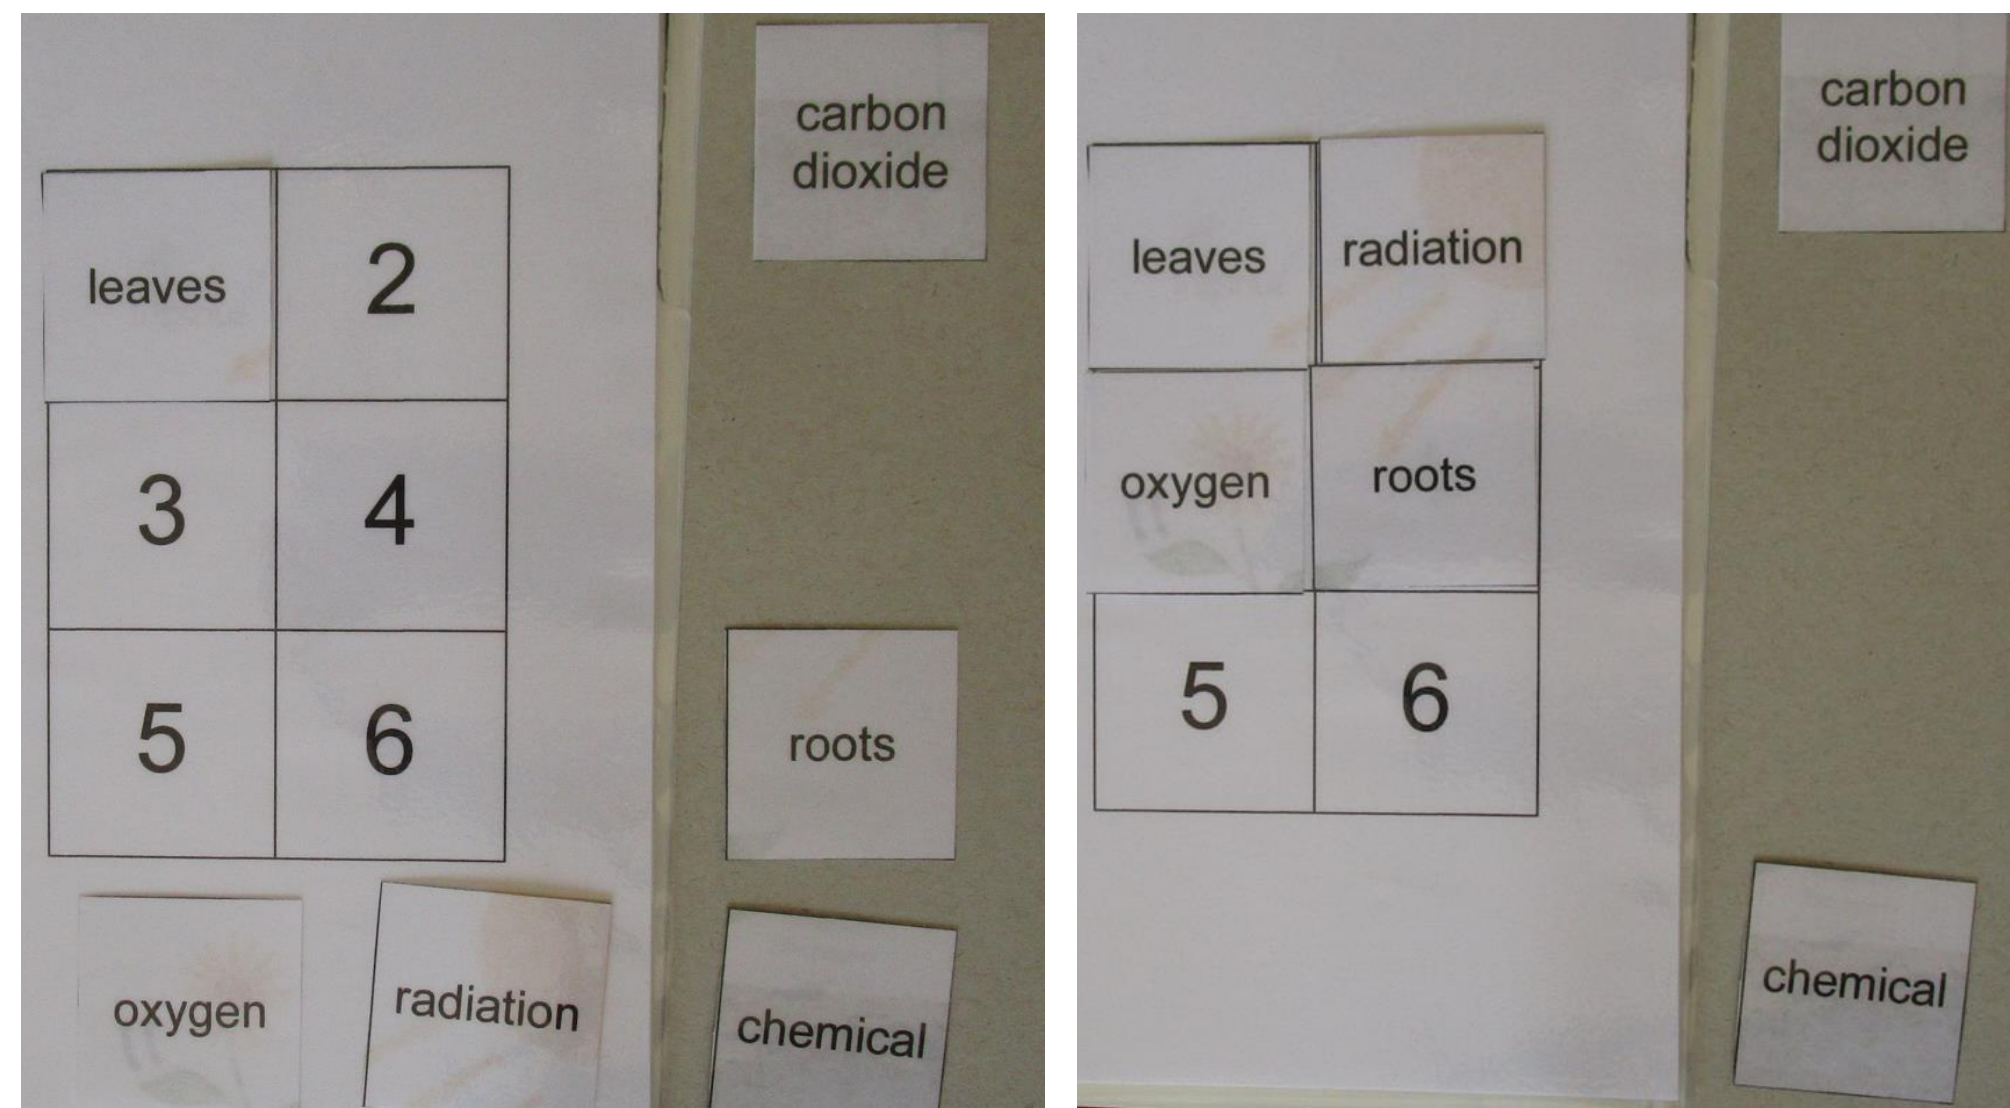 carbon
dioxide
leaves 2
3 4
5 6
roots
oxygen radiation chemical
carbon
dioxide
leaves radiation
oxygen roots
5 6
chemical